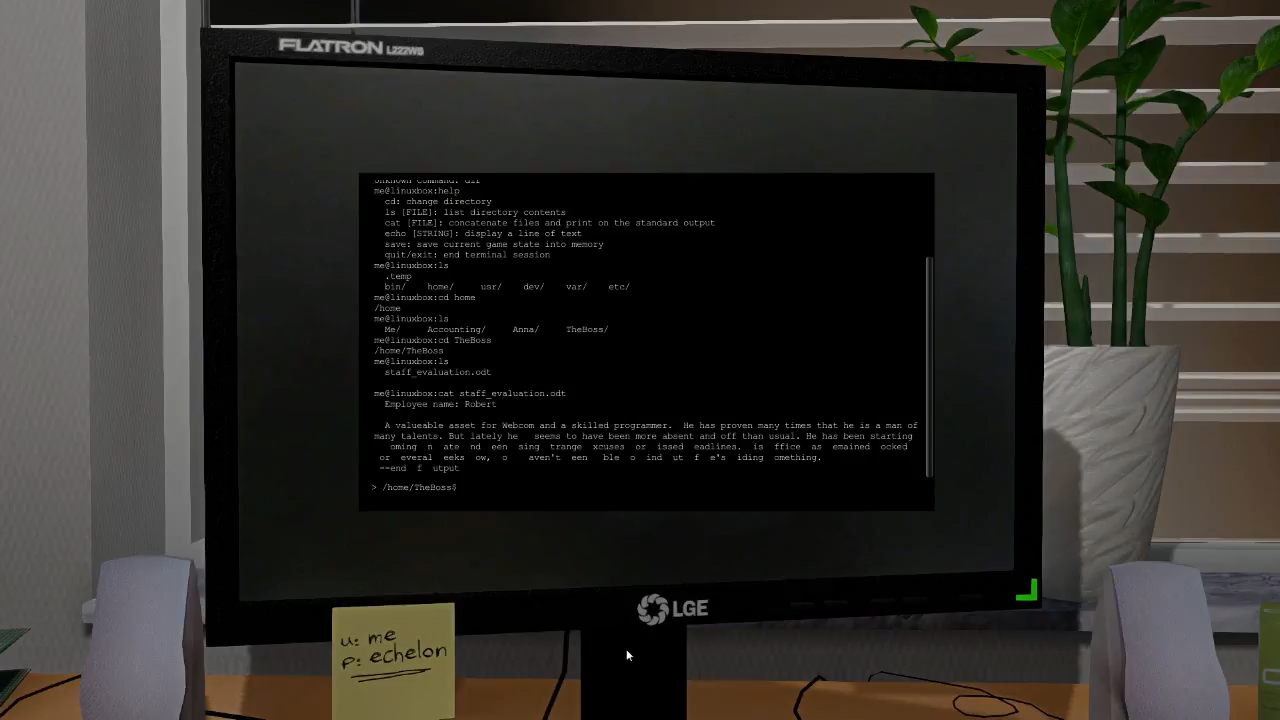 FLATRON L222WS
me@linuxbox:help
cd: change directory
ls [FILE]: list directory contents
cat [FILE]: concatenate files and print on the standard output
echo [STRING]: display a line of text
save: save current game state into memory
quit/exit: end terminal session
me@linuxbox:ls
.temp
bin/ home/ usr/ dev/ var/ etc/
me@linuxbox:cd home
/home
me@linuxbox:ls
Me/ Accounting/ Anna/ TheBoss/
me@linuxbox:cd TheBoss
/home/TheBoss
me@linuxbox:ls
staff_evaluation.odt
me@linuxbox:cat staff_evaluation.odt
Employee name: Robert
A valueable asset for Webcom and a skilled programmer. He has proven many times that he is a man of
many talents. But lately he seems to have been more absent and off than usual. He has been starting
oming n ate nd een sing trange xcuses or issed eadlines. is ffice as emained ocked
or everal eeks ow, o aven't een ble o ind ut f e's iding omething.
--end f utput
> /home/TheBoss$
LGE
u: me
p: echelon